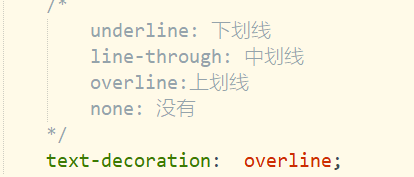 /*
underline: 下划线
line-through: 中划线
overline:上划线
none: 没有
*/
text-decoration:  overline;